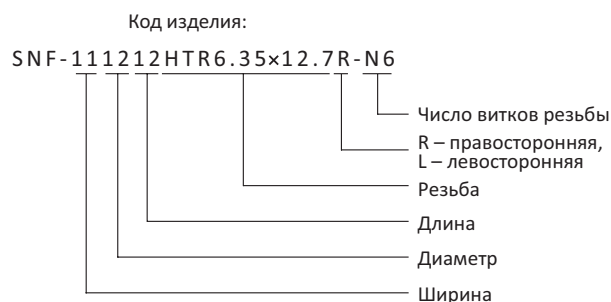 Код изделия:
SNF-111212HTR6.35×12.7R-N6
Число витков резьбы
R – правосторонняя,
L – левосторонняя
Резьба
Длина
Диаметр
Ширина